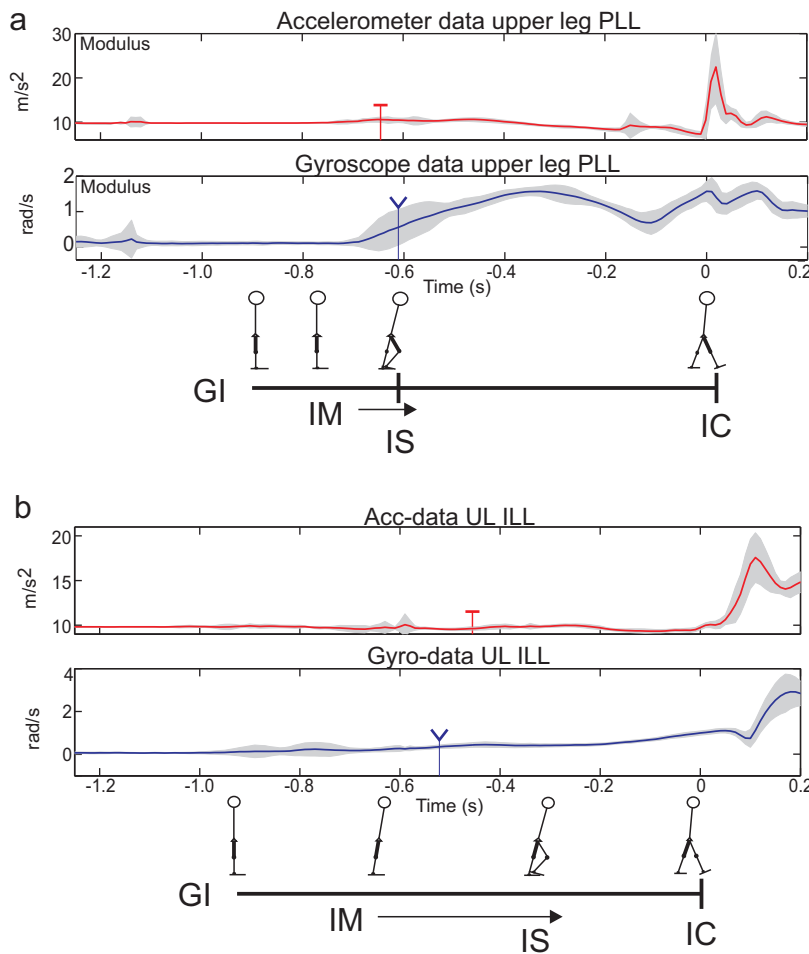 a
Accelerometer data upper leg PLL
Modulus
m/s²
30
20
10
Gyroscope data upper leg PLL
Modulus
rad/s
2
1
0
-1.2 -1.0 -0.8 -0.6 -0.4 -0.2 0 0.2
Time (s)
GI
IM
IS
IC
b
Acc-data UL ILL
m/s²
20
15
10
Gyro-data UL ILL
rad/s
4
2
0
-1.2 -1.0 -0.8 -0.6 -0.4 -0.2 0 0.2
Time (s)
GI
IM
IS
IC